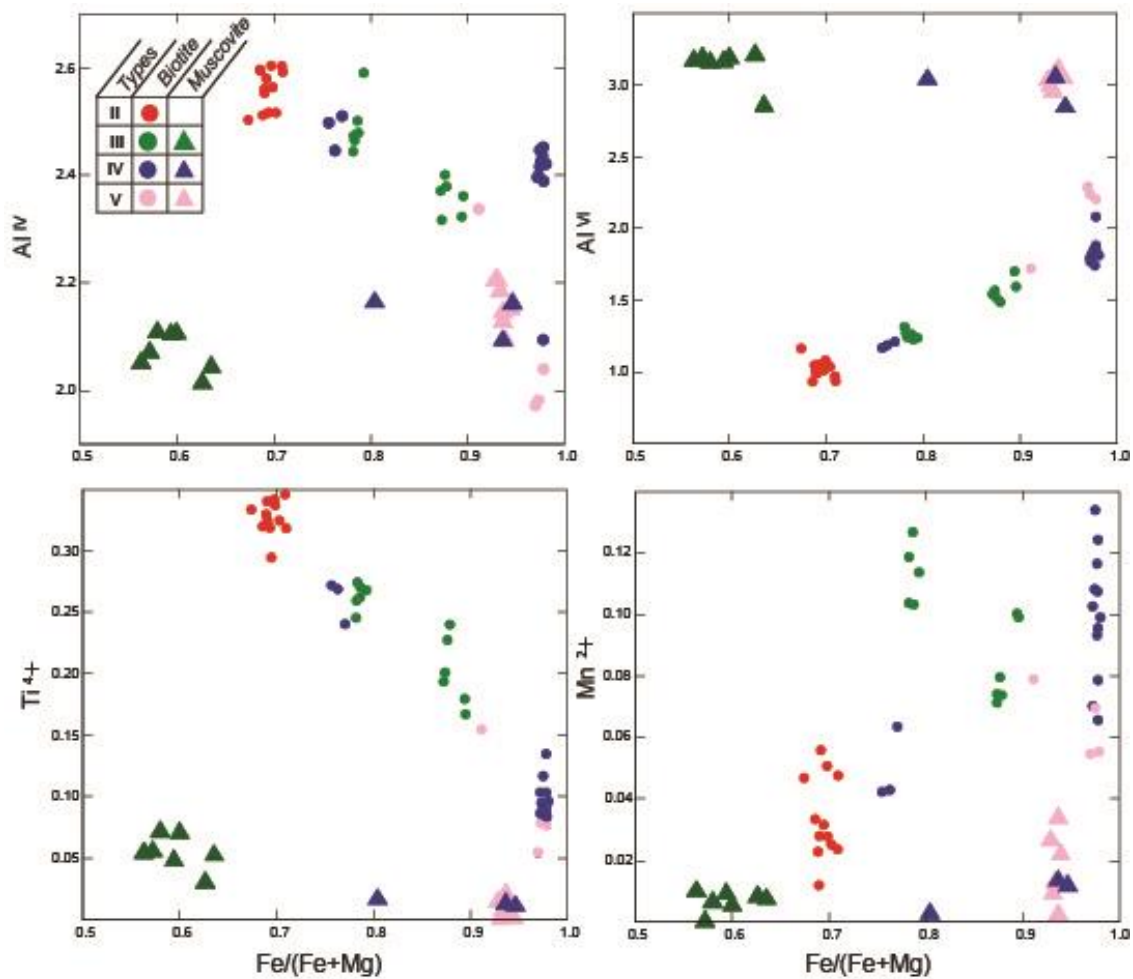 Types Biotite Muscovite
II
III
IV
V
2.6
2.4
2.2
2.0
Al IV
0.5 0.6 0.7 0.8 0.9 1.0
3.0
2.5
2.0
1.5
1.0
Al VI
0.5 0.6 0.7 0.8 0.9 1.0
0.30
0.25
0.20
0.15
0.10
0.05
Ti 4+
0.5 0.6 0.7 0.8 0.9 1.0
Fe/(Fe+Mg)
0.12
0.10
0.08
0.06
0.04
0.02
Mn 2+
0.5 0.6 0.7 0.8 0.9 1.0
Fe/(Fe+Mg)